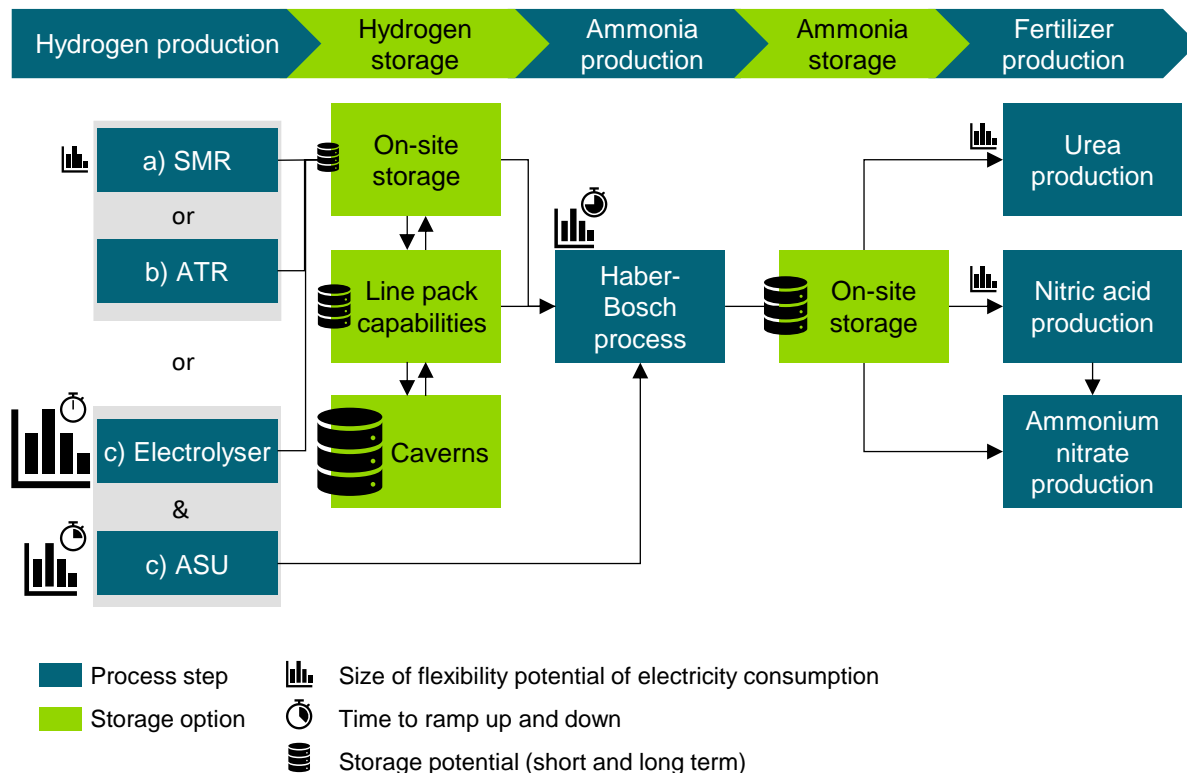 Hydrogen production
Hydrogen
storage
Ammonia
production
Ammonia
storage
Fertilizer
production
a) SMR
or
b) ATR
or
c) Electrolyser
&
c) ASU
On-site
storage
Line pack
capabilities
Caverns
Haber-
Bosch
process
On-site
storage
Urea
production
Nitric acid
production
Ammonium
nitrate
production
Process step
Storage option
Size of flexibility potential of electricity consumption
Time to ramp up and down
Storage potential (short and long term)